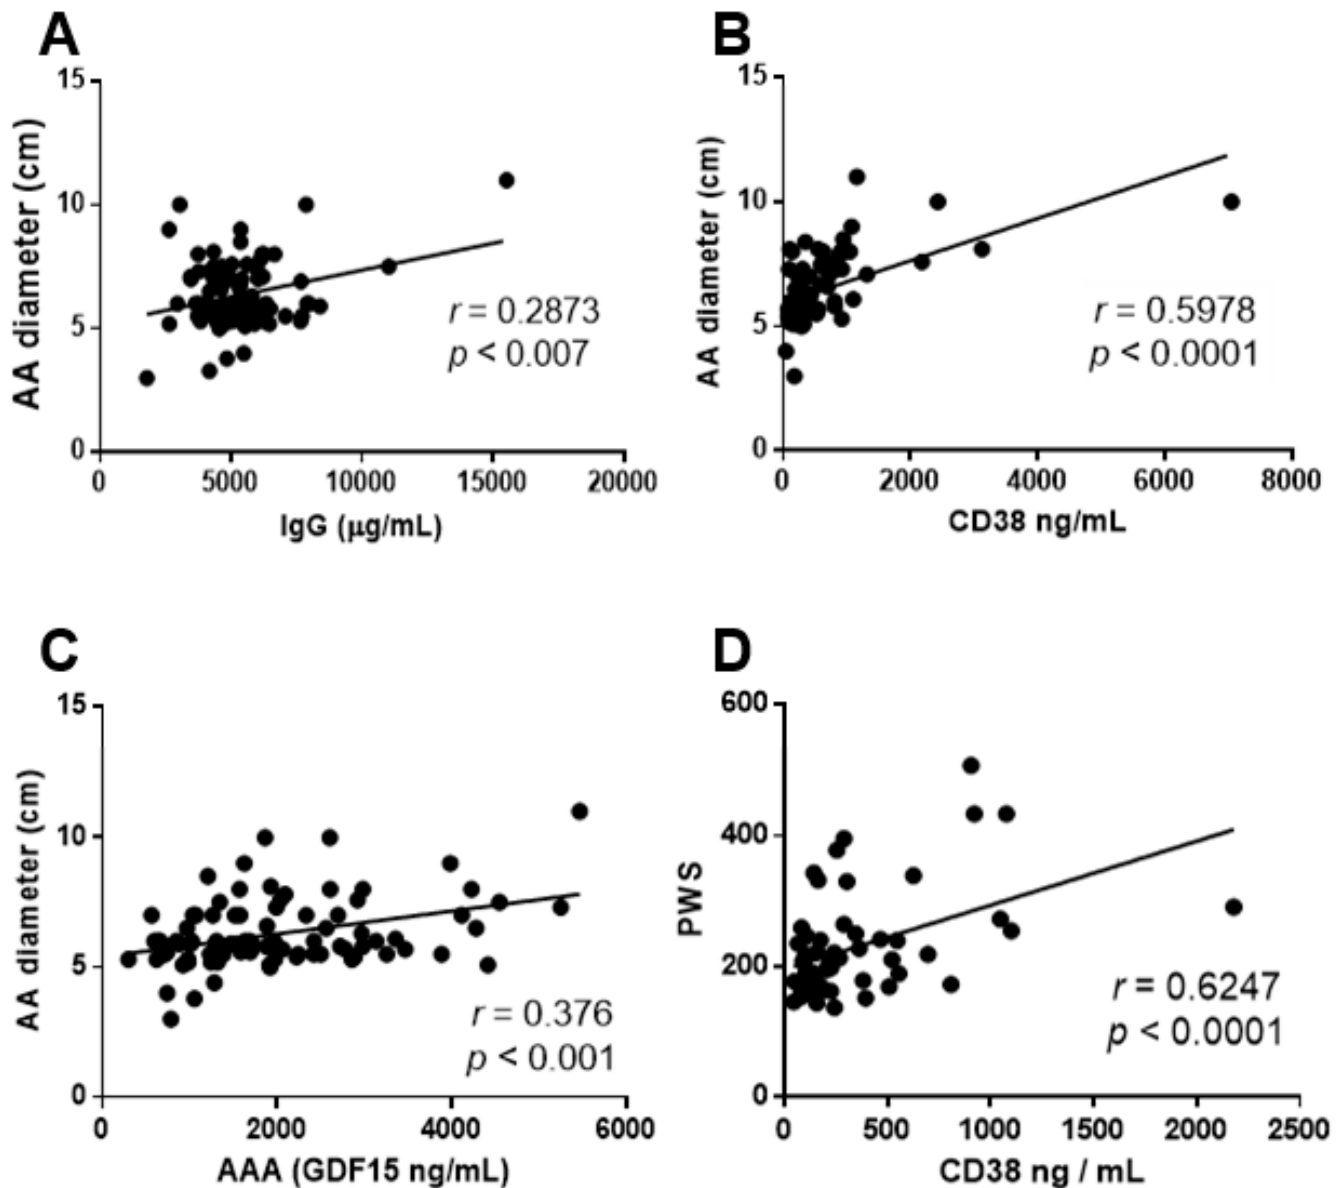 A
15
10
5
0
AA diameter (cm)
r = 0.2873
p < 0.007
0 5000 10000 15000 20000
IgG (μg/mL)
B
15
10
5
0
AA diameter (cm)
r = 0.5978
p < 0.0001
0 2000 4000 6000 8000
CD38 ng/mL
C
15
10
5
0
AA diameter (cm)
r = 0.376
p < 0.001
0 2000 4000 6000
AAA (GDF15 ng/mL)
D
600
400
200
0
PWS
r = 0.6247
p < 0.0001
0 500 1000 1500 2000 2500
CD38 ng / mL